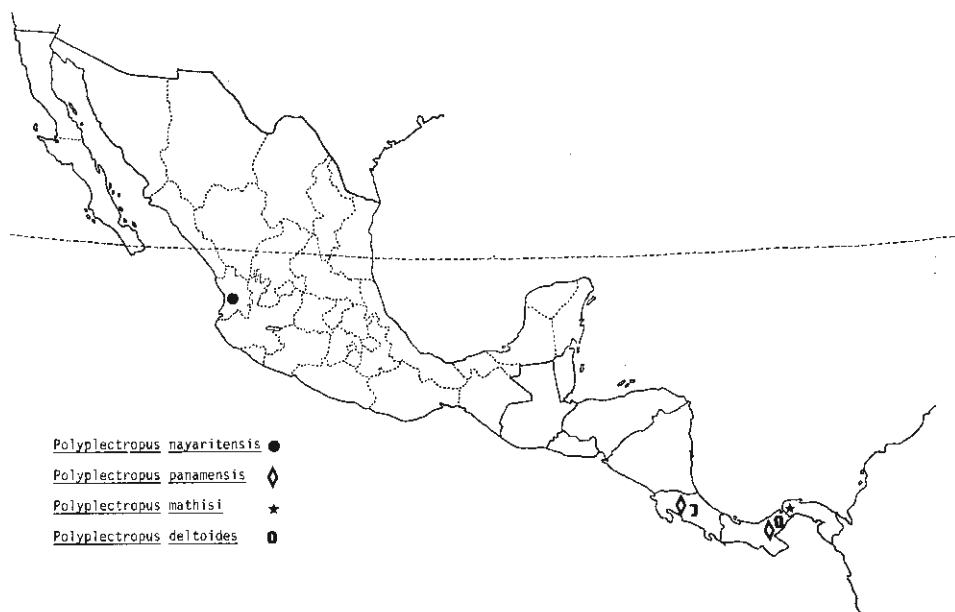 Polyplectropus nayaritensis
Polyplectropus panamensis
Polyplectropus mathisi
Polyplectropus deltoides